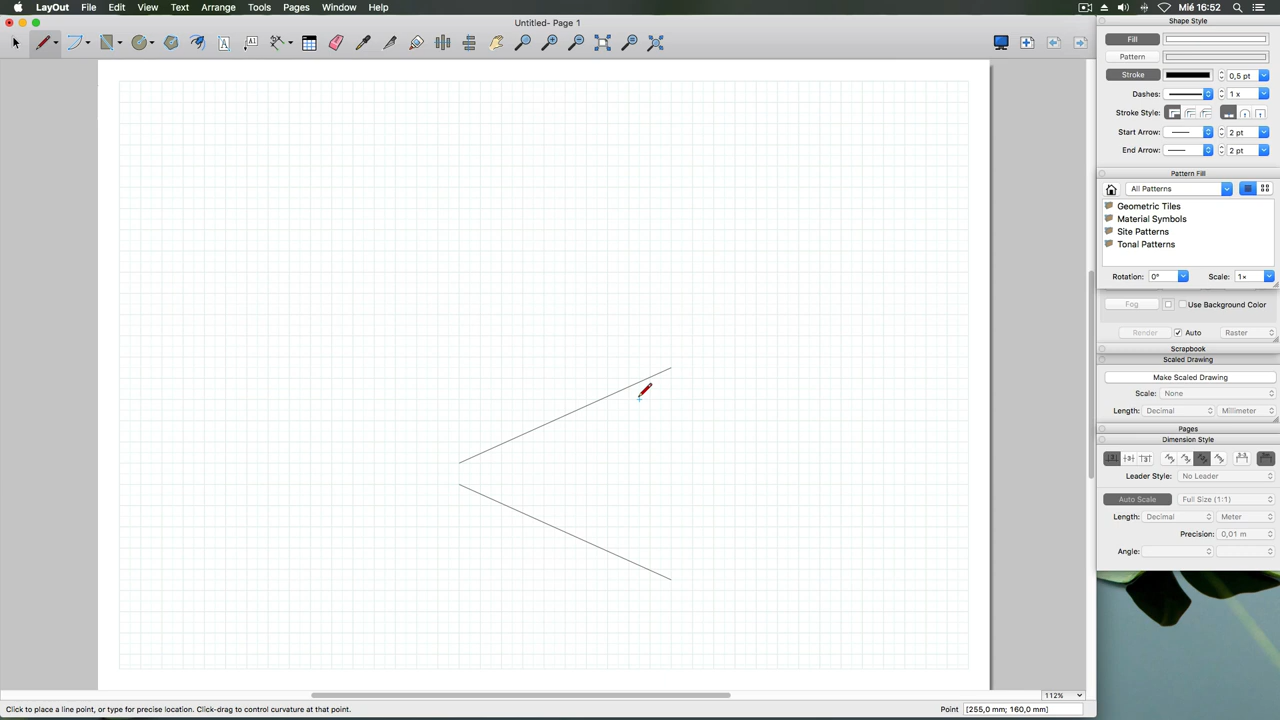 LayOut File Edit View Text Arrange Tools Pages Window Help Mié 16:52
Untitled- Page 1
Shape Style
Fill
Pattern
Stroke 0,5 pt
Dashes: 1 x
Stroke Style:
Start Arrow: 2 pt
End Arrow: 2 pt
Pattern Fill
All Patterns
Geometric Tiles
Material Symbols
Site Patterns
Tonal Patterns
Rotation: 0° Scale: 1×
Fog Use Background Color
Render Auto Raster
Scrapbook
Scaled Drawing
Make Scaled Drawing
Scale: None
Length: Decimal Millimeter
Pages
Dimension Style
Leader Style: No Leader
Auto Scale Full Size (1:1)
Length: Decimal Meter
Precision: 0,01 m
Angle:
112%
Click to place a line point, or type for precise location. Click-drag to control curvature at that point. Point [255,0 mm; 160,0 mm]